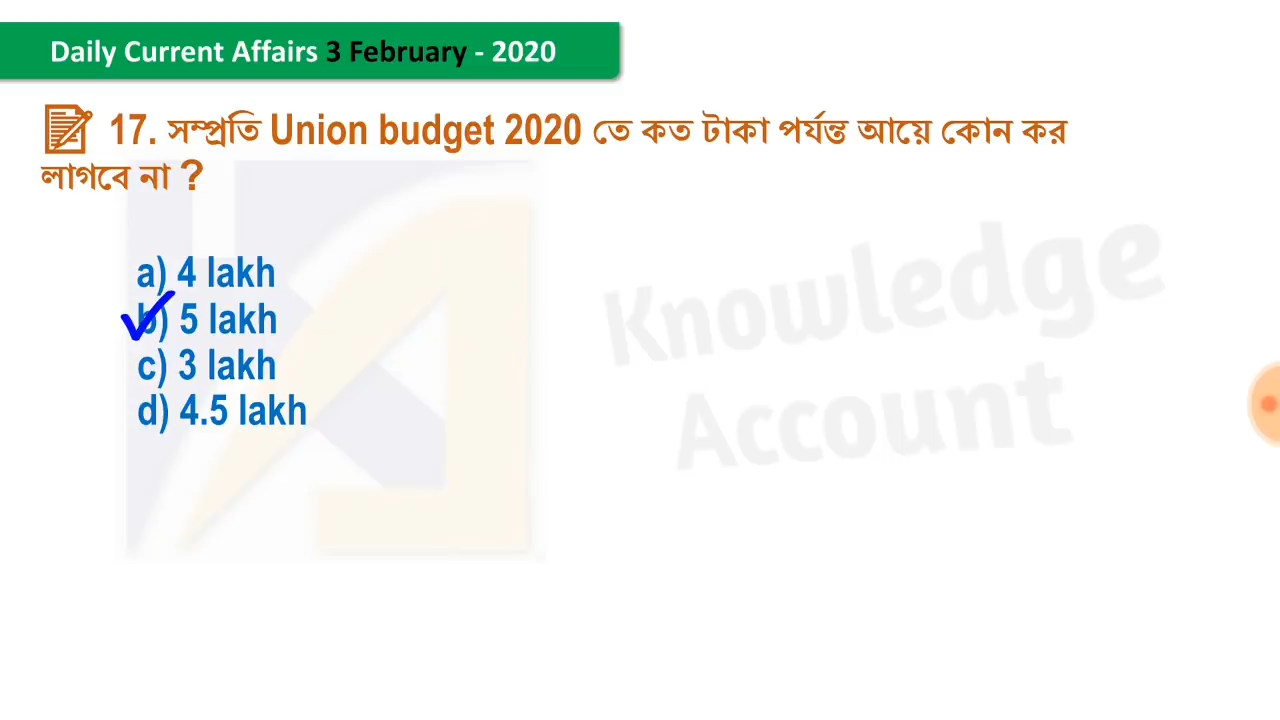 Daily Current Affairs 3 February - 2020
17. সম্প্রতি Union budget 2020 তে কত টাকা পর্যন্ত আয়ে কোন কর
লাগবে না ?
a) 4 lakh
b) 5 lakh
c) 3 lakh
d) 4.5 lakh
Knowledge
Account